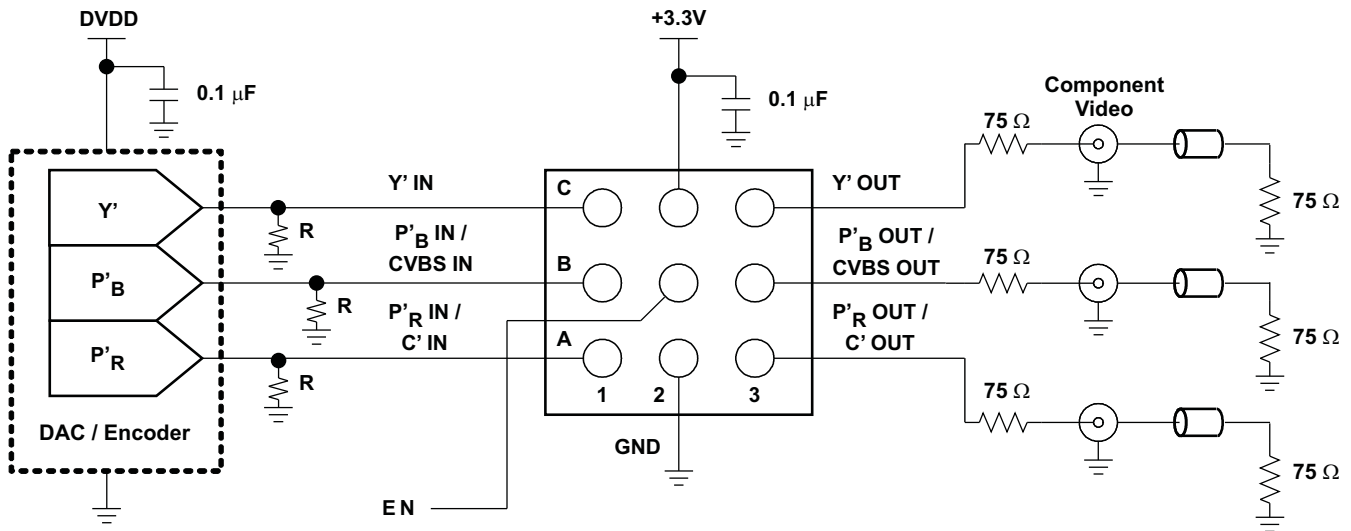 DVDD
0.1 μF
Y'
P'B
P'R
DAC / Encoder
Y' IN
R
P'B IN /
CVBS IN
R
P'R IN /
C' IN
R
EN
+3.3V
0.1 μF
C
B
A
1 2 3
GND
Y' OUT
P'B OUT /
CVBS OUT
P'R OUT /
C' OUT
Component
Video
75 Ω
75 Ω
75 Ω
75 Ω
75 Ω
75 Ω